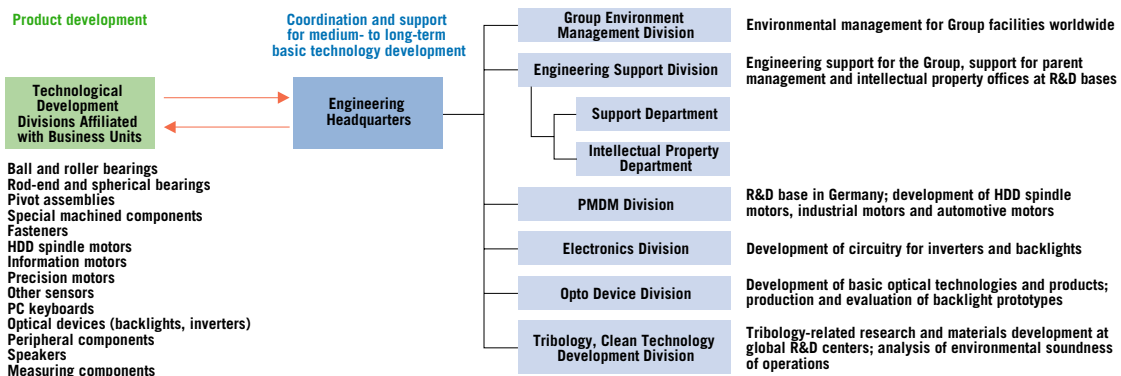 Product development
Coordination and support
for medium- to long-term
basic technology development
Technological
Development
Divisions Affiliated
with Business Units
Engineering
Headquarters
Ball and roller bearings
Rod-end and spherical bearings
Pivot assemblies
Special machined components
Fasteners
HDD spindle motors
Information motors
Precision motors
Other sensors
PC keyboards
Optical devices (backlights, inverters)
Peripheral components
Speakers
Measuring components
Group Environment
Management Division
Environmental management for Group facilities worldwide
Engineering Support Division
Engineering support for the Group, support for parent
management and intellectual property offices at R&D bases
Support Department
Intellectual Property
Department
PMDM Division
R&D base in Germany; development of HDD spindle
motors, industrial motors and automotive motors
Electronics Division
Development of circuitry for inverters and backlights
Opto Device Division
Development of basic optical technologies and products;
production and evaluation of backlight prototypes
Tribology, Clean Technology
Development Division
Tribology-related research and materials development at
global R&D centers; analysis of environmental soundness
of operations